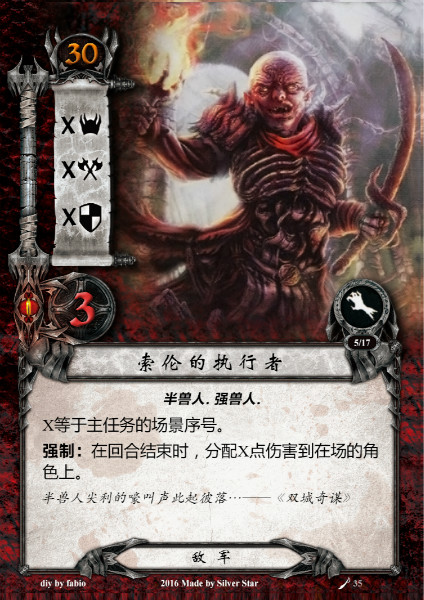 30
X
X
X
3
5/17
索伦的执行者
半兽人. 强兽人.
X等于主任务的场景序号。
强制：在回合结束时，分配X点伤害到在场的角
色上。
半兽人尖利的嚎叫声此起彼落…——《双城奇谋》
敌军
diy by fabio 2016 Made by Silver Star 35